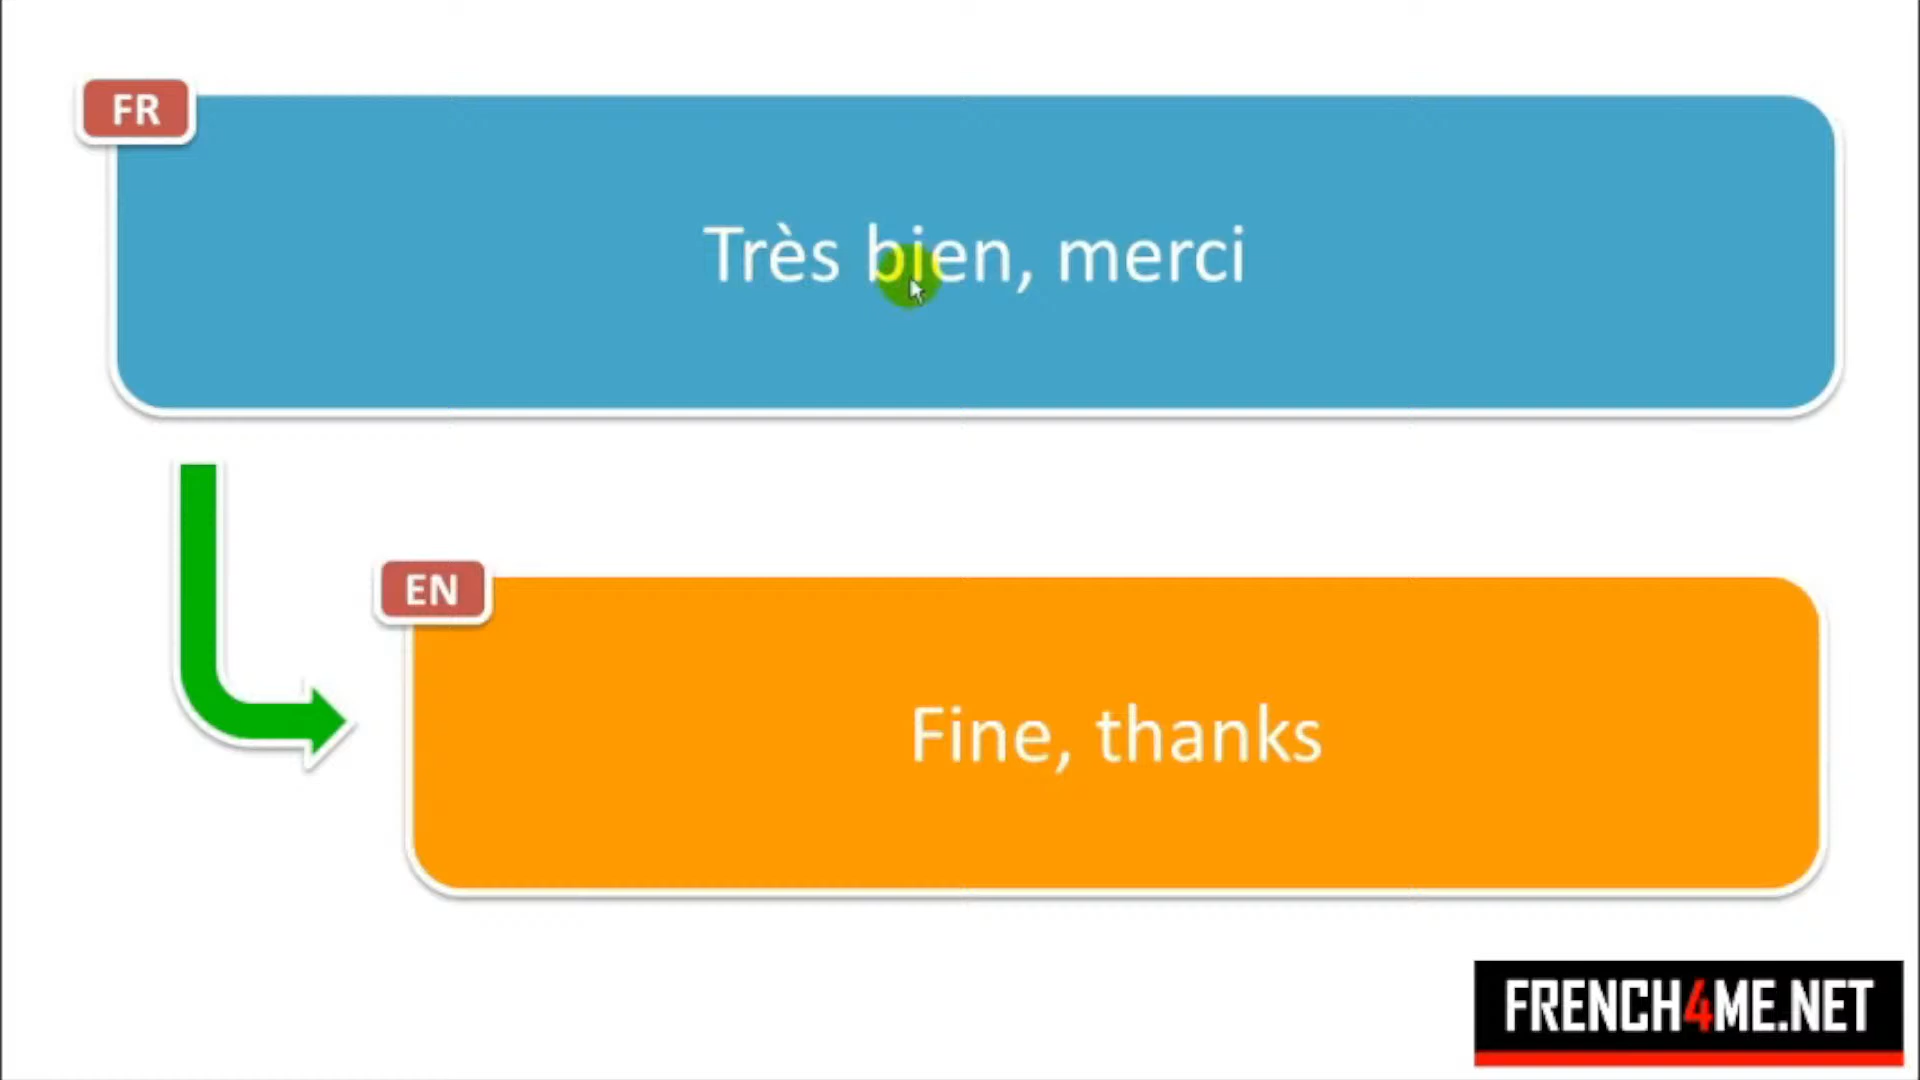 FR
Très bien, merci
EN
Fine, thanks
FRENCH4ME.NET